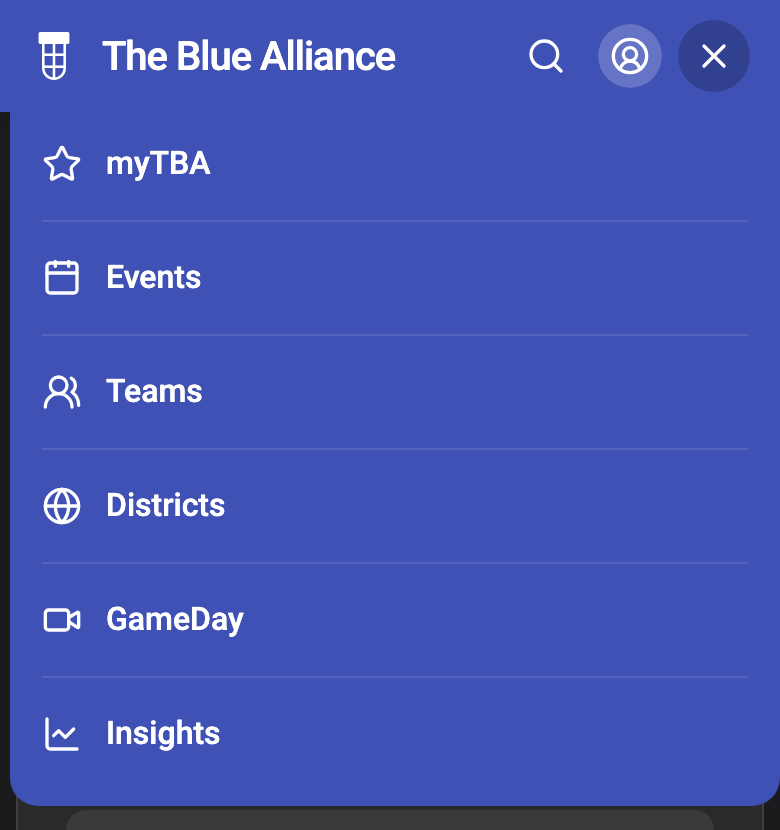 The Blue Alliance
myTBA
Events
Teams
Districts
GameDay
Insights